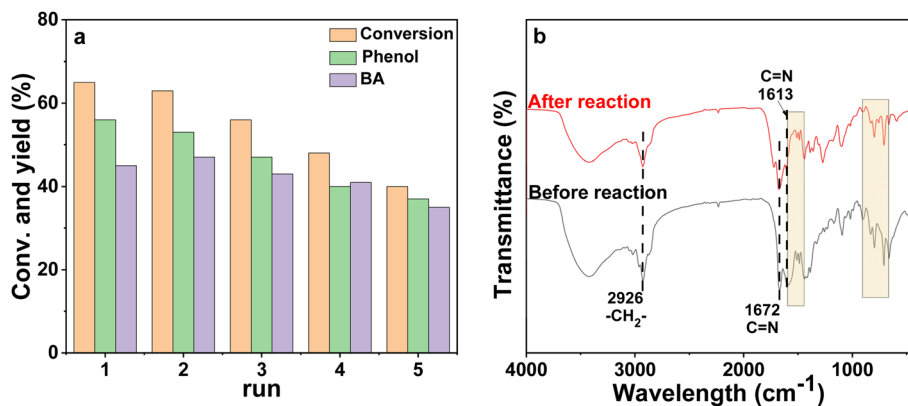 a
Conversion
Phenol
BA
Conv. and yield (%)
80
60
40
20
0
1 2 3 4 5
run
b
C=N
1613
After reaction
Before reaction
Transmittance (%)
2926
-CH₂-
1672
C=N
4000 3000 2000 1000
Wavelength (cm⁻¹)